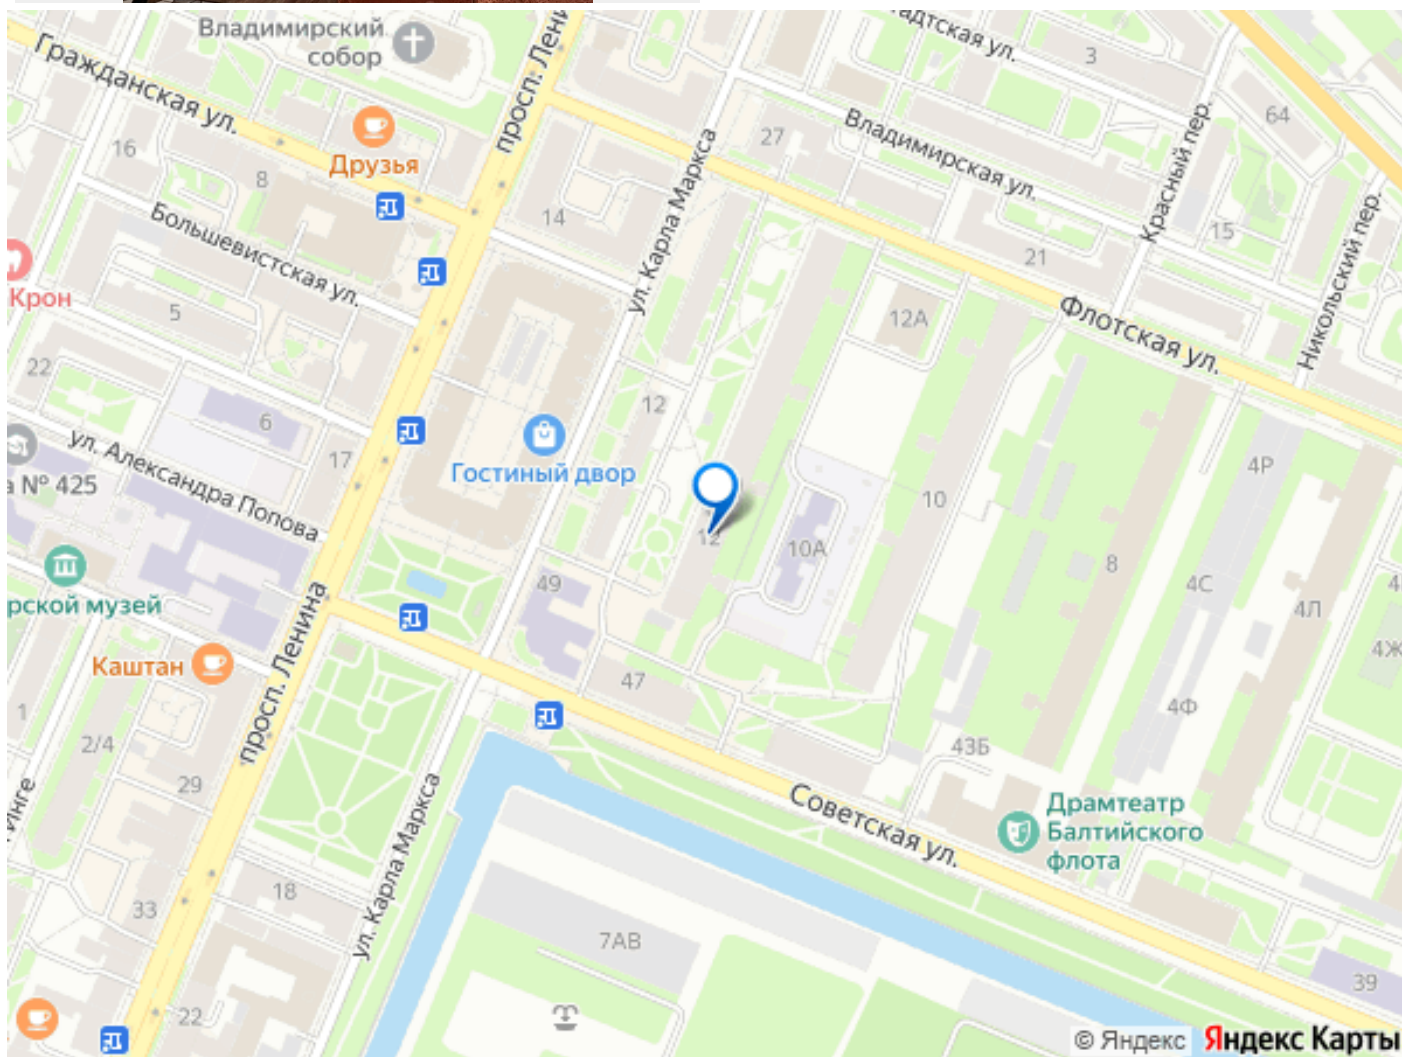 Владимирский
собор
Гражданская ул.
просп. Лени
3
64
16
Друзья
8
27
Владимирская ул.
Красный пер.
Большевистская ул.
14
ул. Карла Маркса
15
21
Никольский пер.
Крон
5
12А
Флотская ул.
22
12
6
17
ул. Александра Попова
Гостиный двор
4Р
а № 425
10
12
10А
8
49
4С
4Л
4
рской музей
Каштан
просп. Ленина
47
4Ж
1
2/4
4Ф
43Б
29
Инге
ул. Карла Маркса
Советская ул.
Драмтеатр
Балтийского
флота
18
33
7АВ
39
22
© Яндекс Яндекс Карты